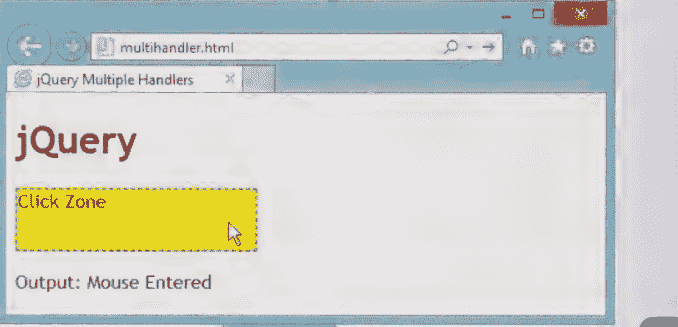 multihandler.html
jQuery Multiple Handlers
jQuery
Click Zone
Output: Mouse Entered